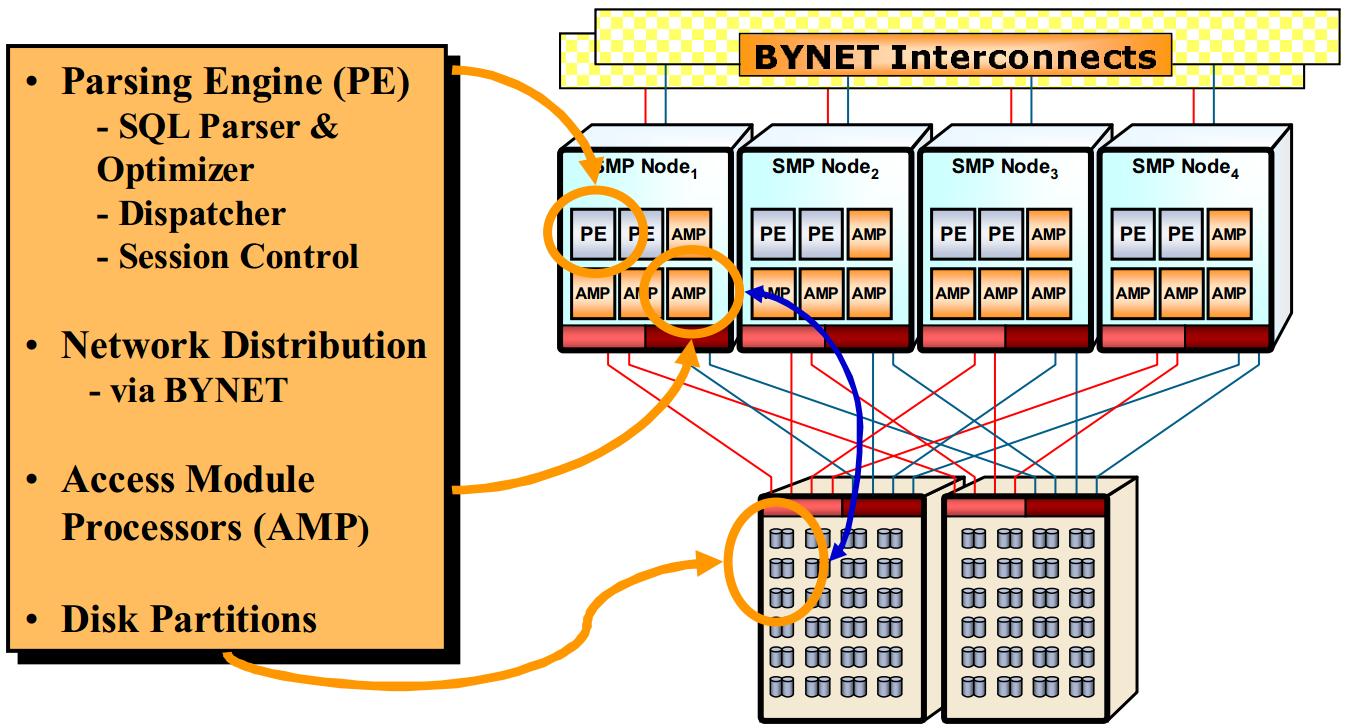 • Parsing Engine (PE)
- SQL Parser &
Optimizer
- Dispatcher
- Session Control
• Network Distribution
- via BYNET
• Access Module
Processors (AMP)
• Disk Partitions
BYNET Interconnects
SMP Node1
PE PE AMP
AMP AMP AMP
SMP Node2
PE PE AMP
AMP AMP AMP
SMP Node3
PE PE AMP
AMP AMP AMP
SMP Node4
PE PE AMP
AMP AMP AMP